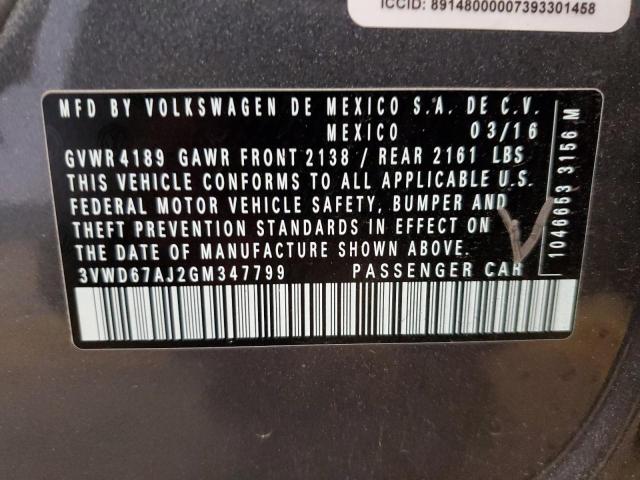 ICCID: 89148000007393301458
MFD BY VOLKSWAGEN DE MEXICO S.A. DE C.V.
MEXICO 03/16
GVWR 4189 GAWR FRONT 2138 / REAR 2161 LBS
THIS VEHICLE CONFORMS TO ALL APPLICABLE U.S.
FEDERAL MOTOR VEHICLE SAFETY, BUMPER AND
THEFT PREVENTION STANDARDS IN EFFECT ON
THE DATE OF MANUFACTURE SHOWN ABOVE.
3VWD67AJ2GM347799 PASSENGER CAR
1046653 3156 M